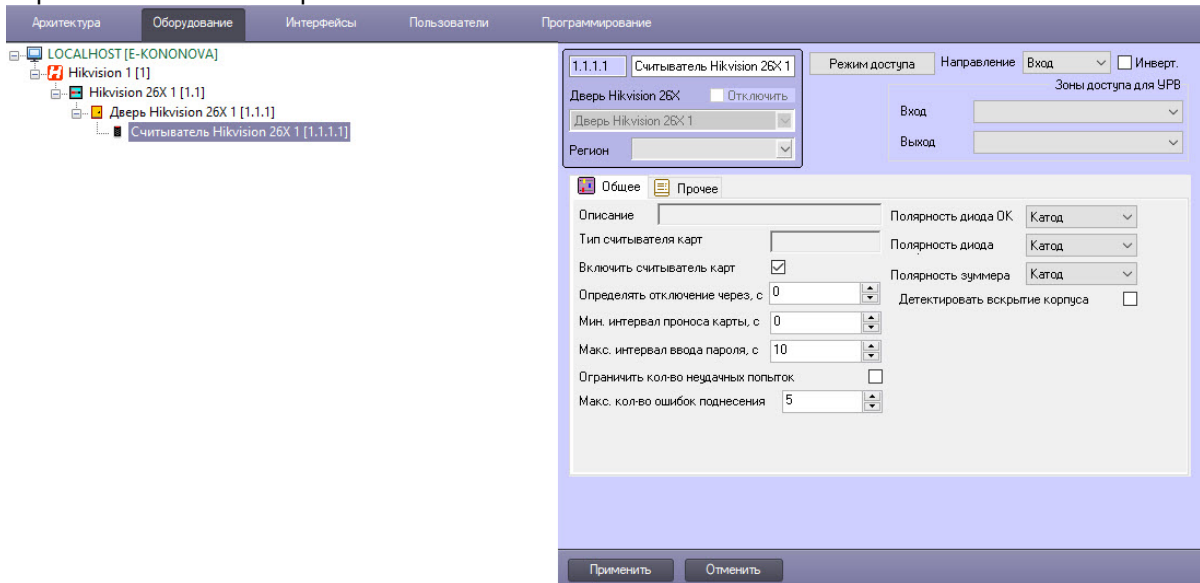 Архитектура Оборудование Интерфейсы Пользователи Программирование
LOCALHOST [E-KONONOVA]
Hikvision 1 [1]
Hikvision 26X 1 [1.1]
Дверь Hikvision 26X 1 [1.1.1]
Считыватель Hikvision 26X 1 [1.1.1.1]
1.1.1.1 Считыватель Hikvision 26X 1
Дверь Hikvision 26X Отключить
Дверь Hikvision 26X 1
Регион
Режим доступа Направление Вход Инверт.
Зоны доступа для УРВ
Вход
Выход
Общее Прочее
Описание
Тип считывателя карт
Включить считыватель карт
Определять отключение через, с 0
Мин. интервал проноса карты, с 0
Макс. интервал ввода пароля, с 10
Ограничить кол-во неудачных попыток
Макс. кол-во ошибок поднесения 5
Полярность диода ОК Катод
Полярность диода Катод
Полярность зуммера Катод
Детектировать вскрытие корпуса
Применить Отменить